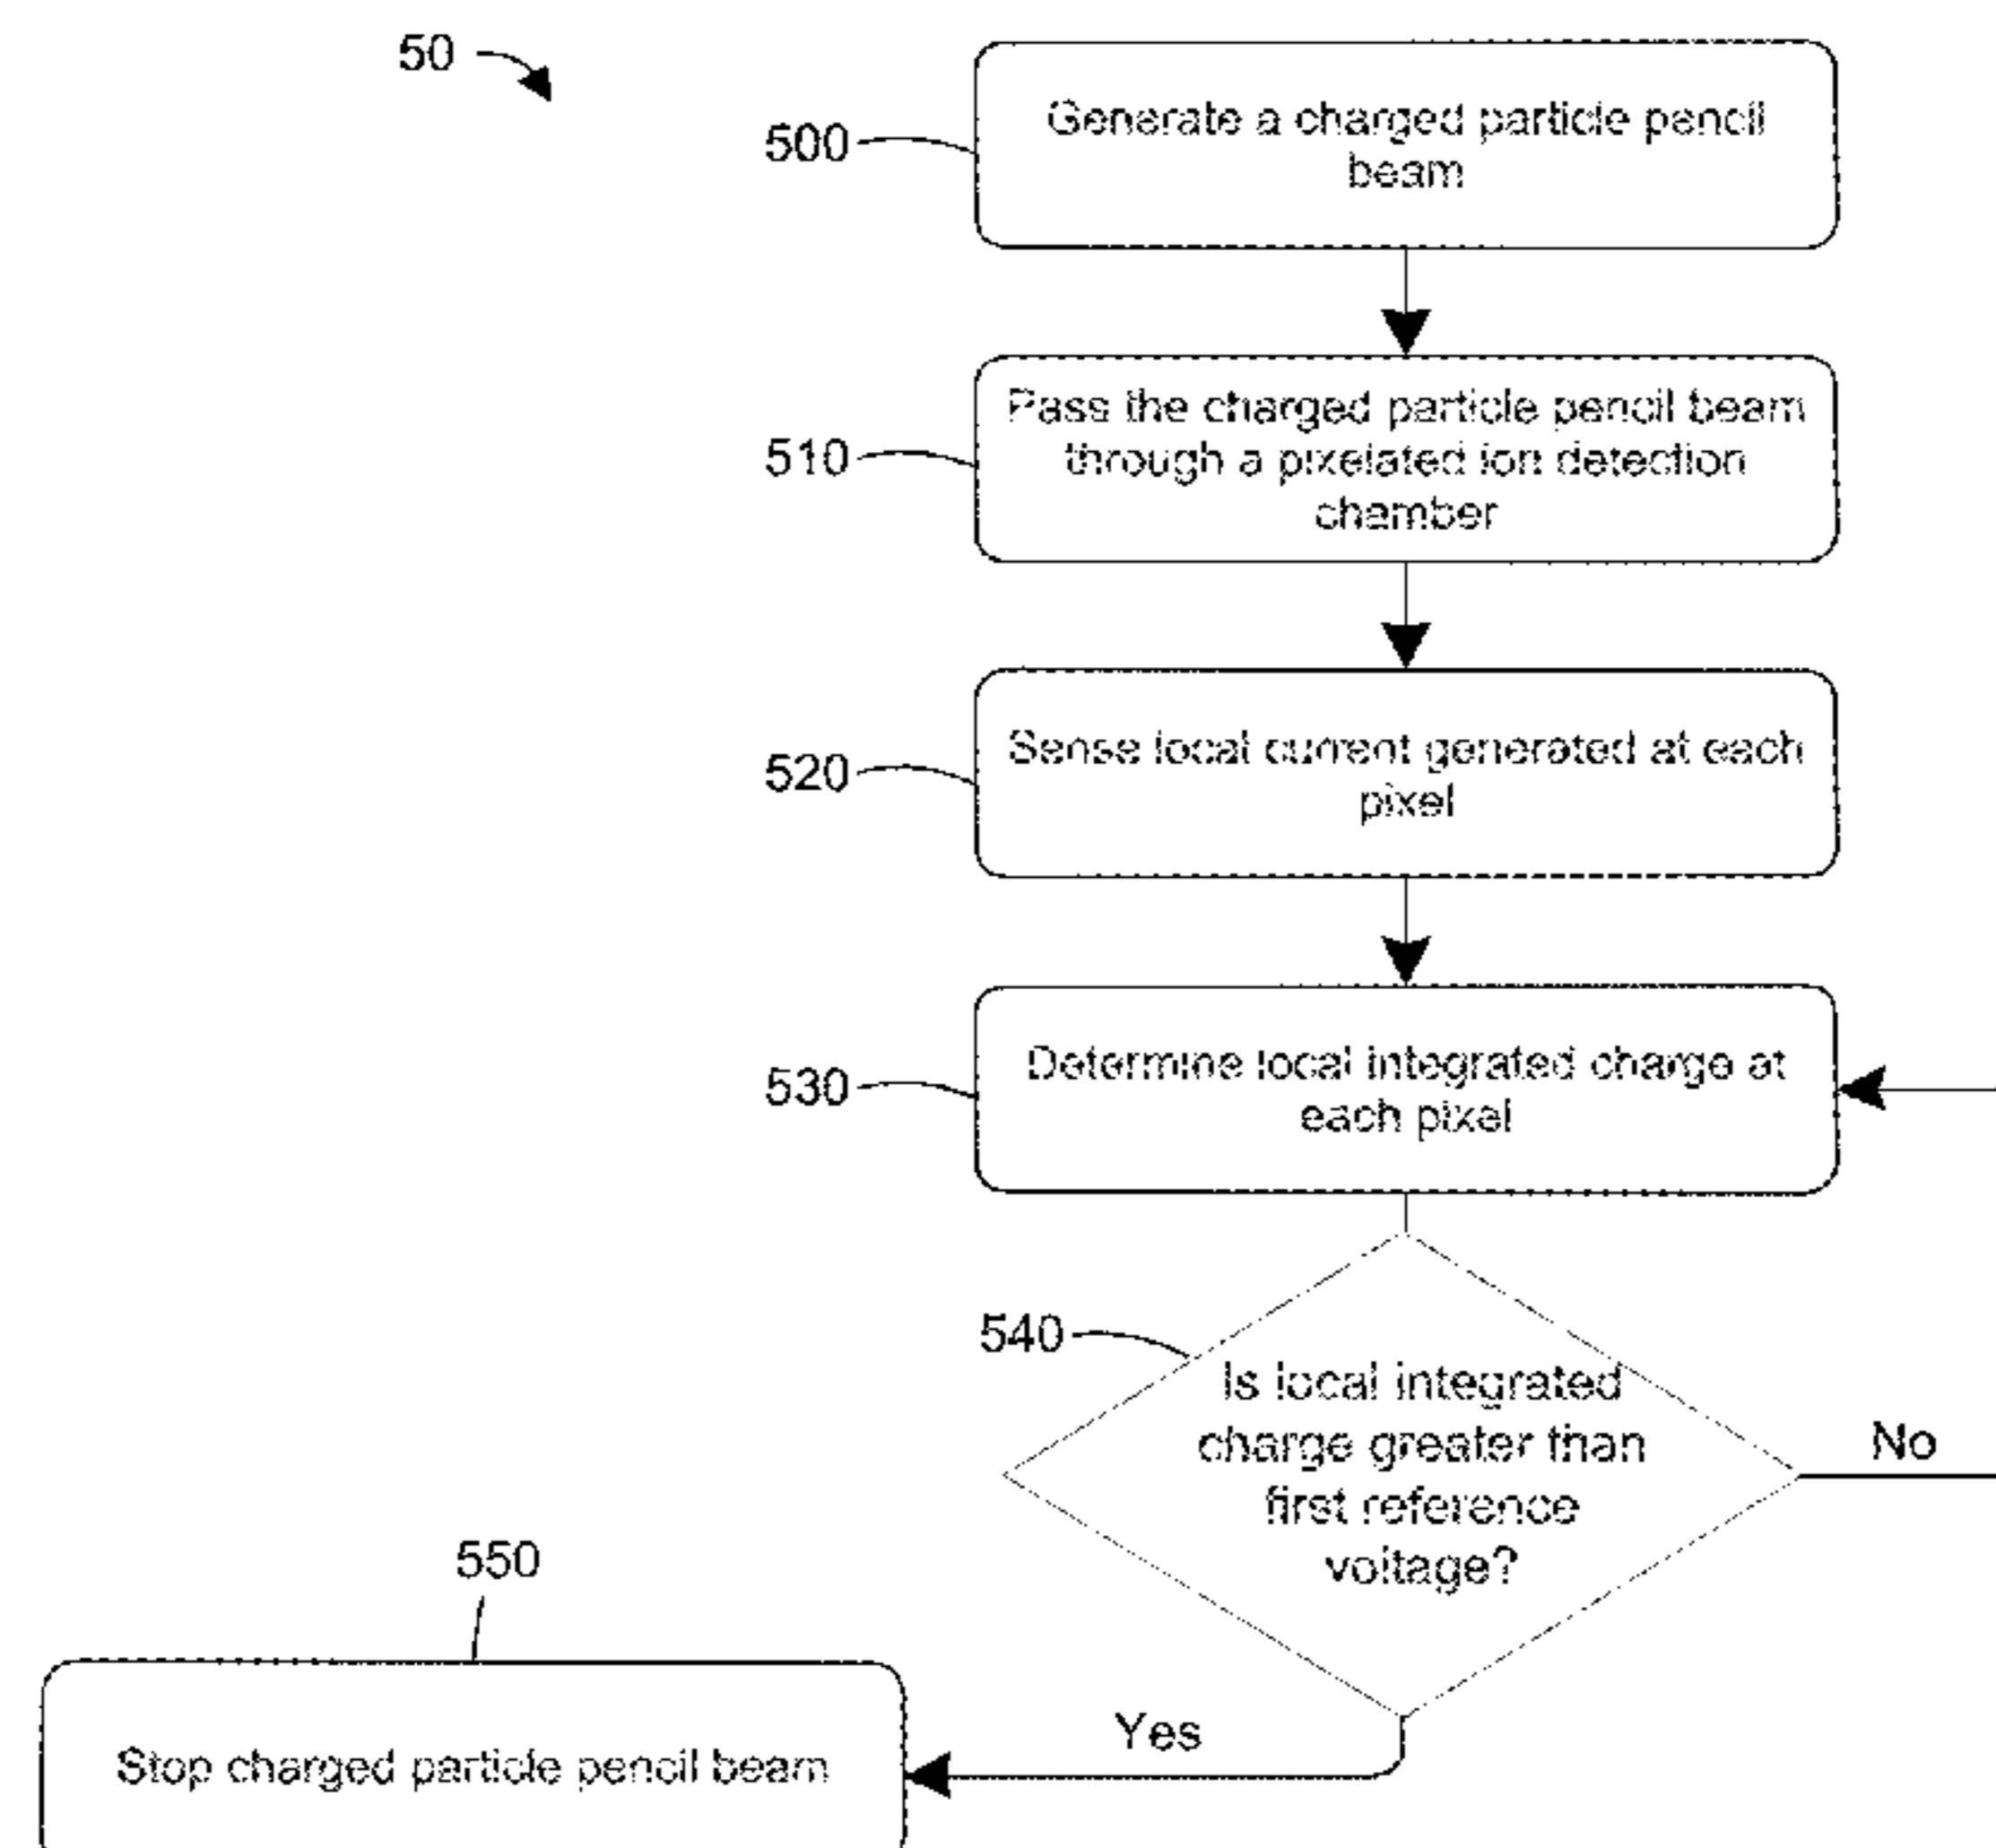 50
500
Generate a charged particle pencil
beam
510
Pass the charged particle pencil beam
through a pixelated ion detection
chamber
520
Sense local current generated at each
pixel
530
Determine local integrated charge at
each pixel
540
Is local integrated
charge greater than
first reference
voltage?
No
550
Yes
Stop charged particle pencil beam